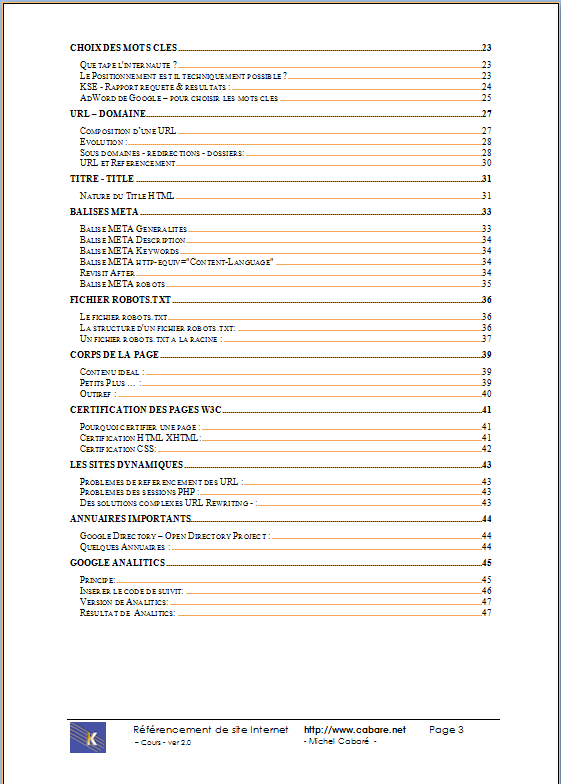 CHOIX DES MOTS CLES 23
QUE TAPE L'INTERNAUTE ? 23
LE POSITIONNEMENT EST IL TECHNIQUEMENT POSSIBLE ? 23
KSE - RAPPORT REQUETE & RESULTATS : 24
ADWORD DE GOOGLE – POUR CHOISIR LES MOTS CLES 25
URL – DOMAINE 27
COMPOSITION D'UNE URL 27
EVOLUTION : 28
SOUS DOMAINES - REDIRECTIONS - DOSSIERS: 28
URL ET REFERENCEMENT 30
TITRE - TITLE 31
NATURE DU TITLE HTML 31
BALISES META 33
BALISE META GENERALITES 33
BALISE META DESCRIPTION 34
BALISE META KEYWORDS 34
BALISE META HTTP-EQUIV="CONTENT-LANGUAGE" 34
REVISIT AFTER 34
BALISE META ROBOTS 35
FICHIER ROBOTS.TXT 36
LE FICHIER ROBOTS.TXT 36
LA STRUCTURE D'UN FICHIER ROBOTS.TXT: 36
UN FICHIER ROBOTS.TXT A LA RACINE : 37
CORPS DE LA PAGE 39
CONTENU IDEAL : 39
PETITS PLUS ... : 39
OUTIREF : 40
CERTIFICATION DES PAGES W3C 41
POURQUOI CERTIFIER UNE PAGE : 41
CERTIFICATION HTML XHTML: 41
CERTIFICATION CSS: 42
LES SITES DYNAMIQUES 43
PROBLEMES DE REFERENCEMENT DES URL : 43
PROBLEMES DES SESSIONS PHP : 43
DES SOLUTIONS COMPLEXES URL REWRITING - : 43
ANNUAIRES IMPORTANTS 44
GOOGLE DIRECTORY – OPEN DIRECTORY PROJECT : 44
QUELQUES ANNUAIRES : 44
GOOGLE ANALITICS 45
PRINCIPE: 45
INSERER LE CODE DE SUIVIT: 46
VERSION DE ANALITICS: 47
RESULTAT DE ANALITICS: 47
K
Référencement de site Internet http://www.cabare.net Page 3
– Cours - ver 2.0 - Michel Cabaré -